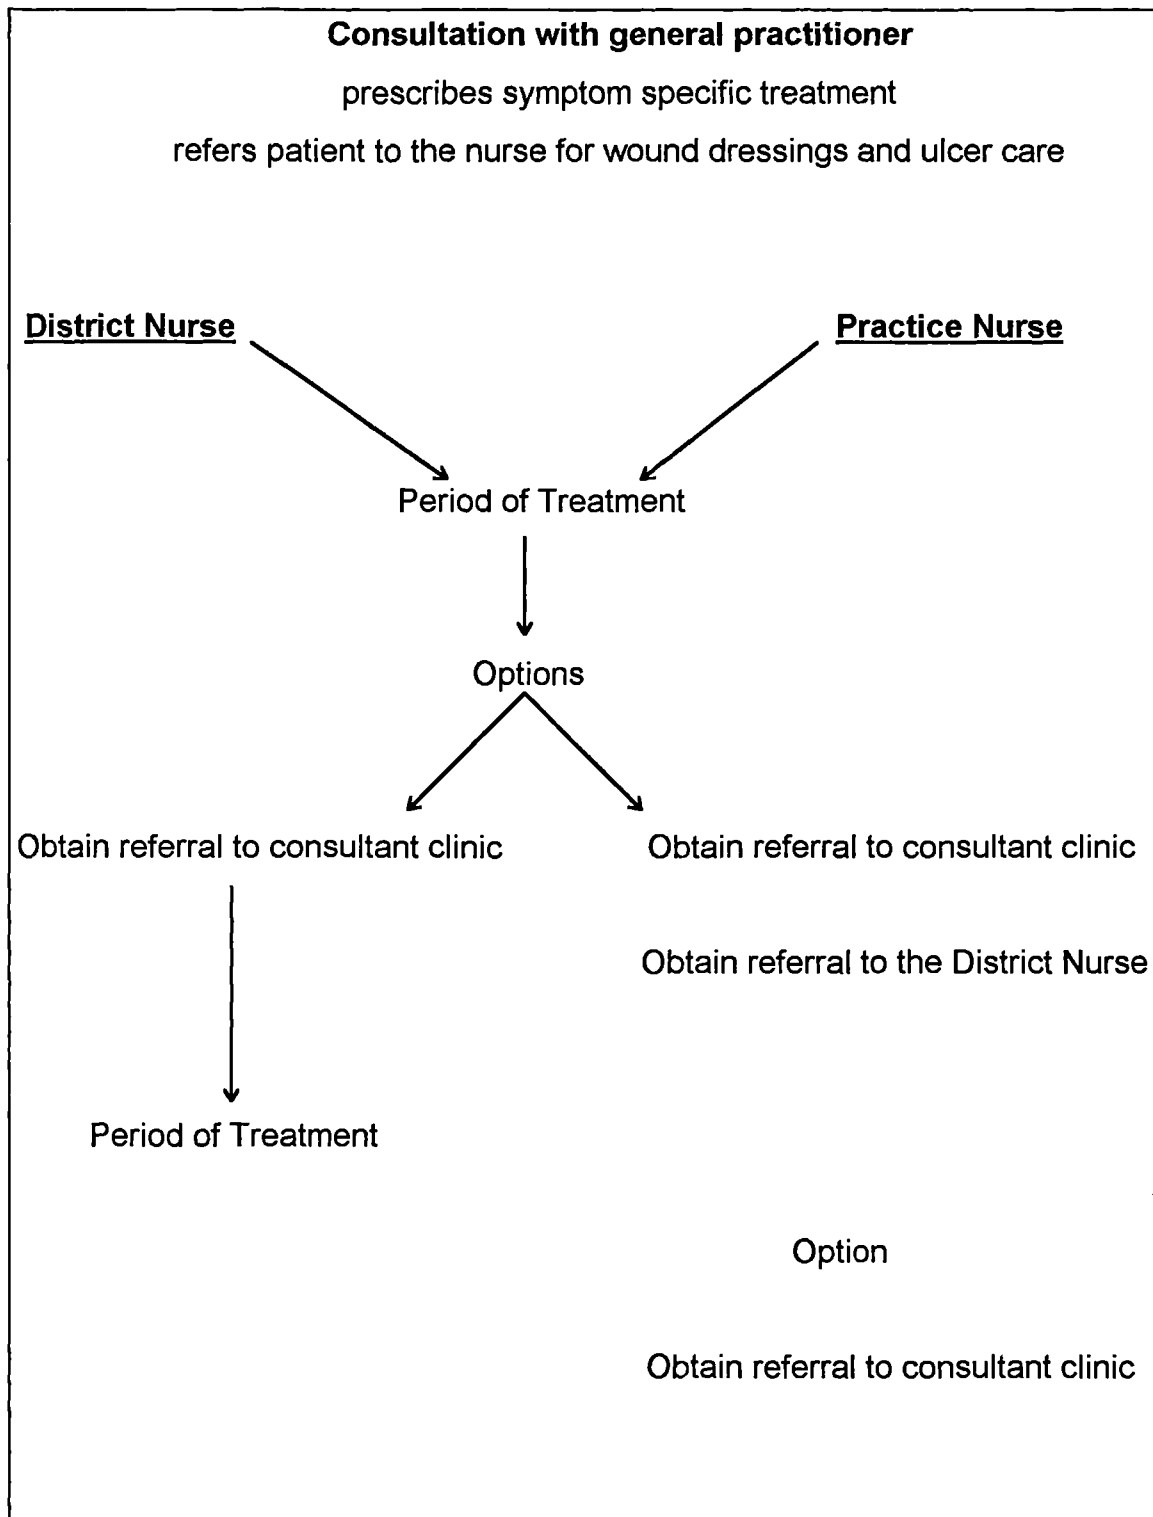 Consultation with general practitioner
prescribes symptom specific treatment
refers patient to the nurse for wound dressings and ulcer care
District Nurse
Practice Nurse
Period of Treatment
Options
Obtain referral to consultant clinic
Obtain referral to consultant clinic
Obtain referral to the District Nurse
Period of Treatment
Option
Obtain referral to consultant clinic